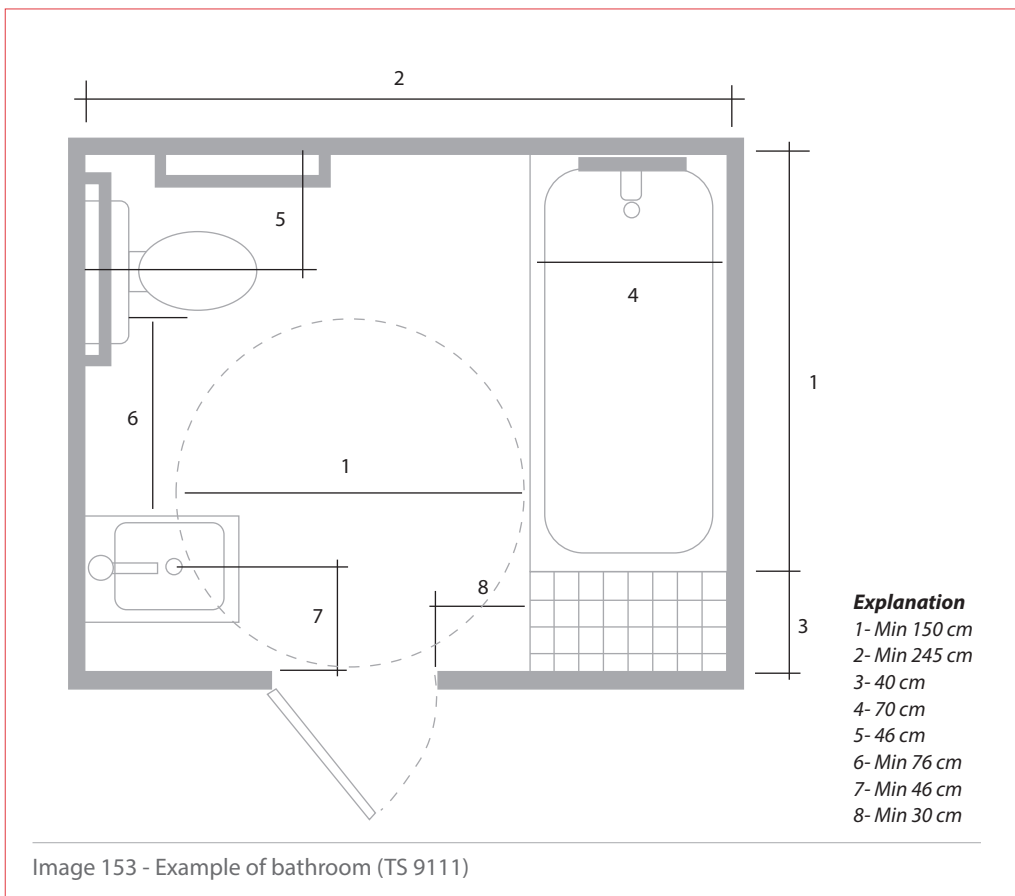 2
5
4
1
6
1
8
7
3
Explanation
1- Min 150 cm
2- Min 245 cm
3- 40 cm
4- 70 cm
5- 46 cm
6- Min 76 cm
7- Min 46 cm
8- Min 30 cm
Image 153 - Example of bathroom (TS 9111)